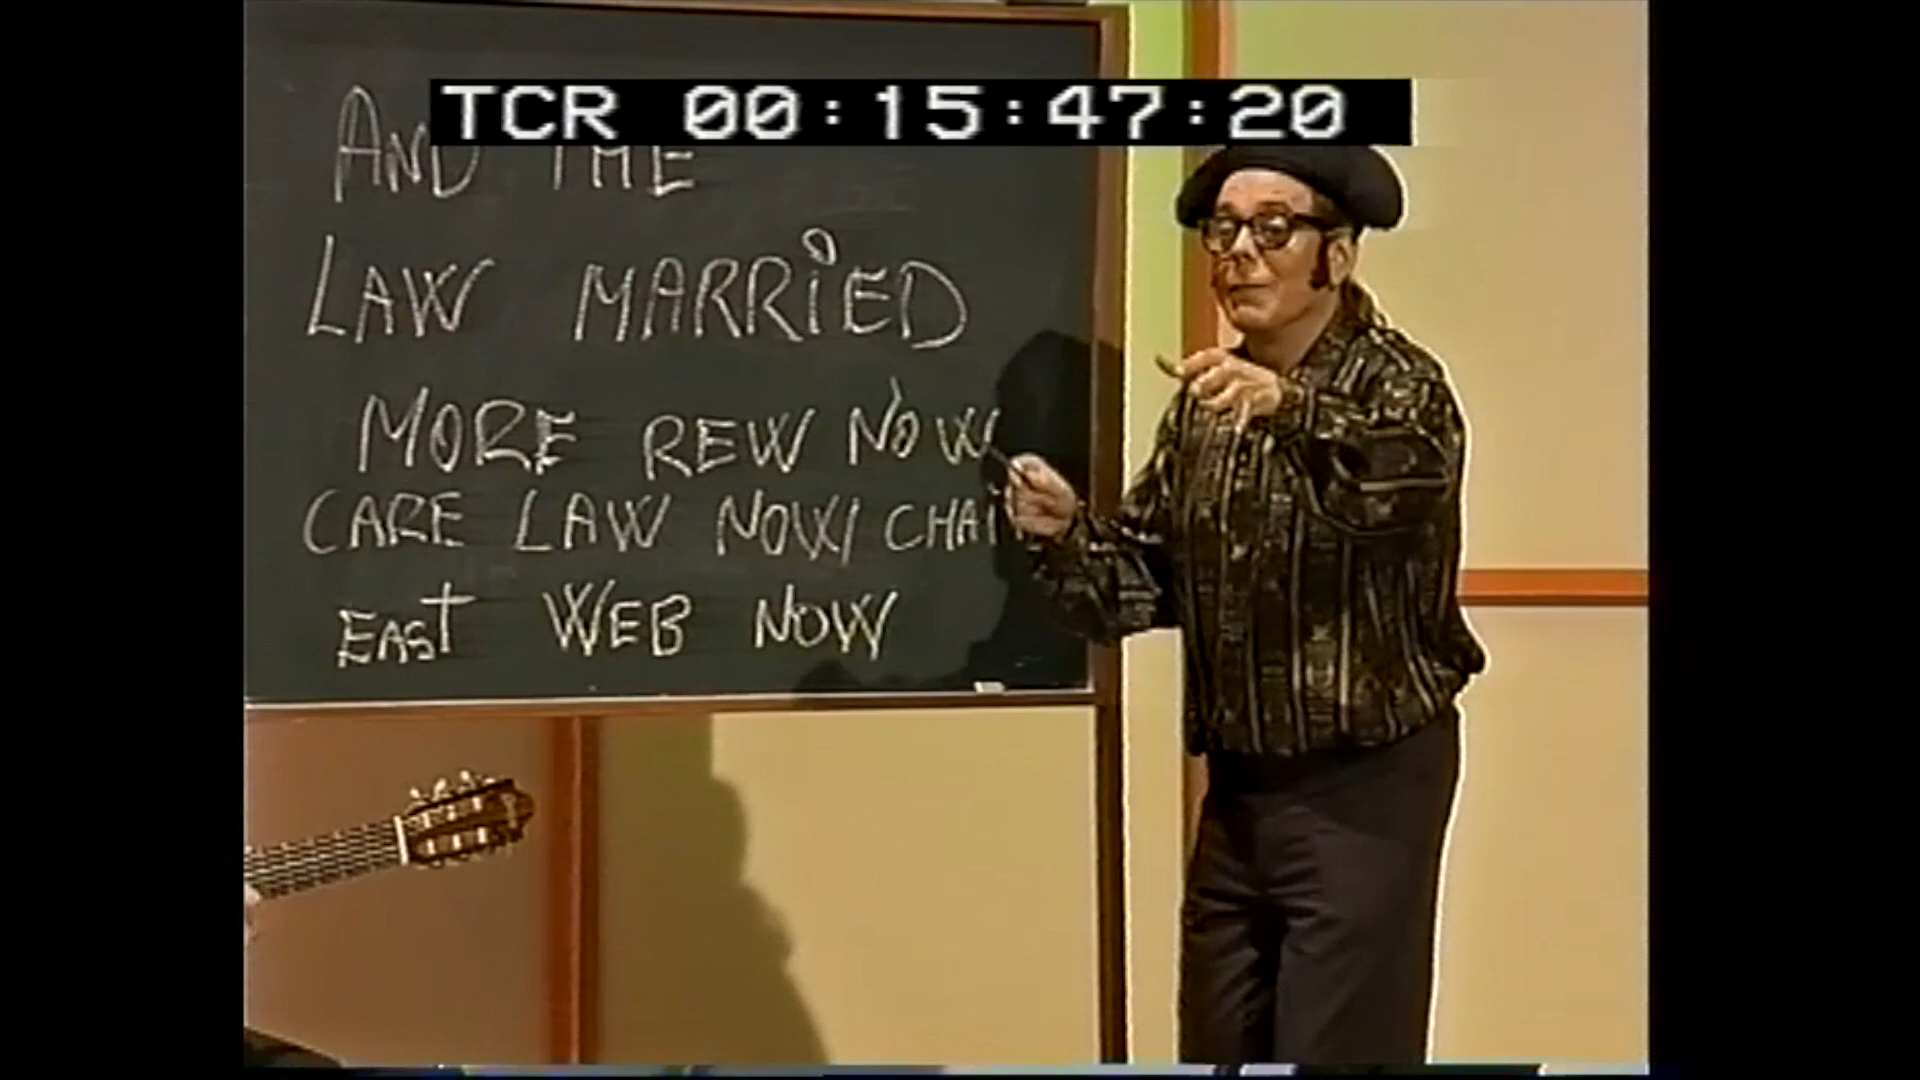 TCR 00:15:47:20
AND THE
LAW MARRiED
MORE REW NOW
CARE LAW NOW/
EAST WEB NOW